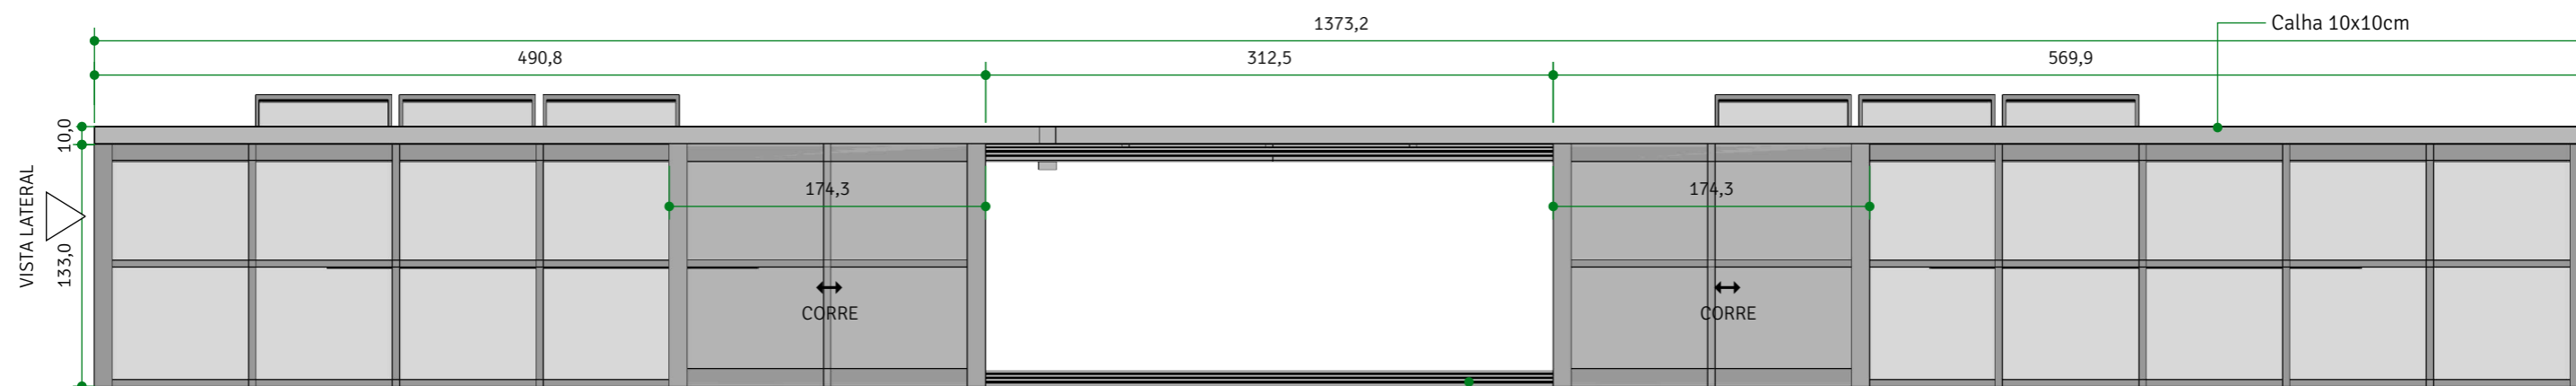 1373,2
Calha 10x10cm
490,8
312,5
569,9
10,0
VISTA LATERAL
133,0
174,3
174,3
CORRE
CORRE